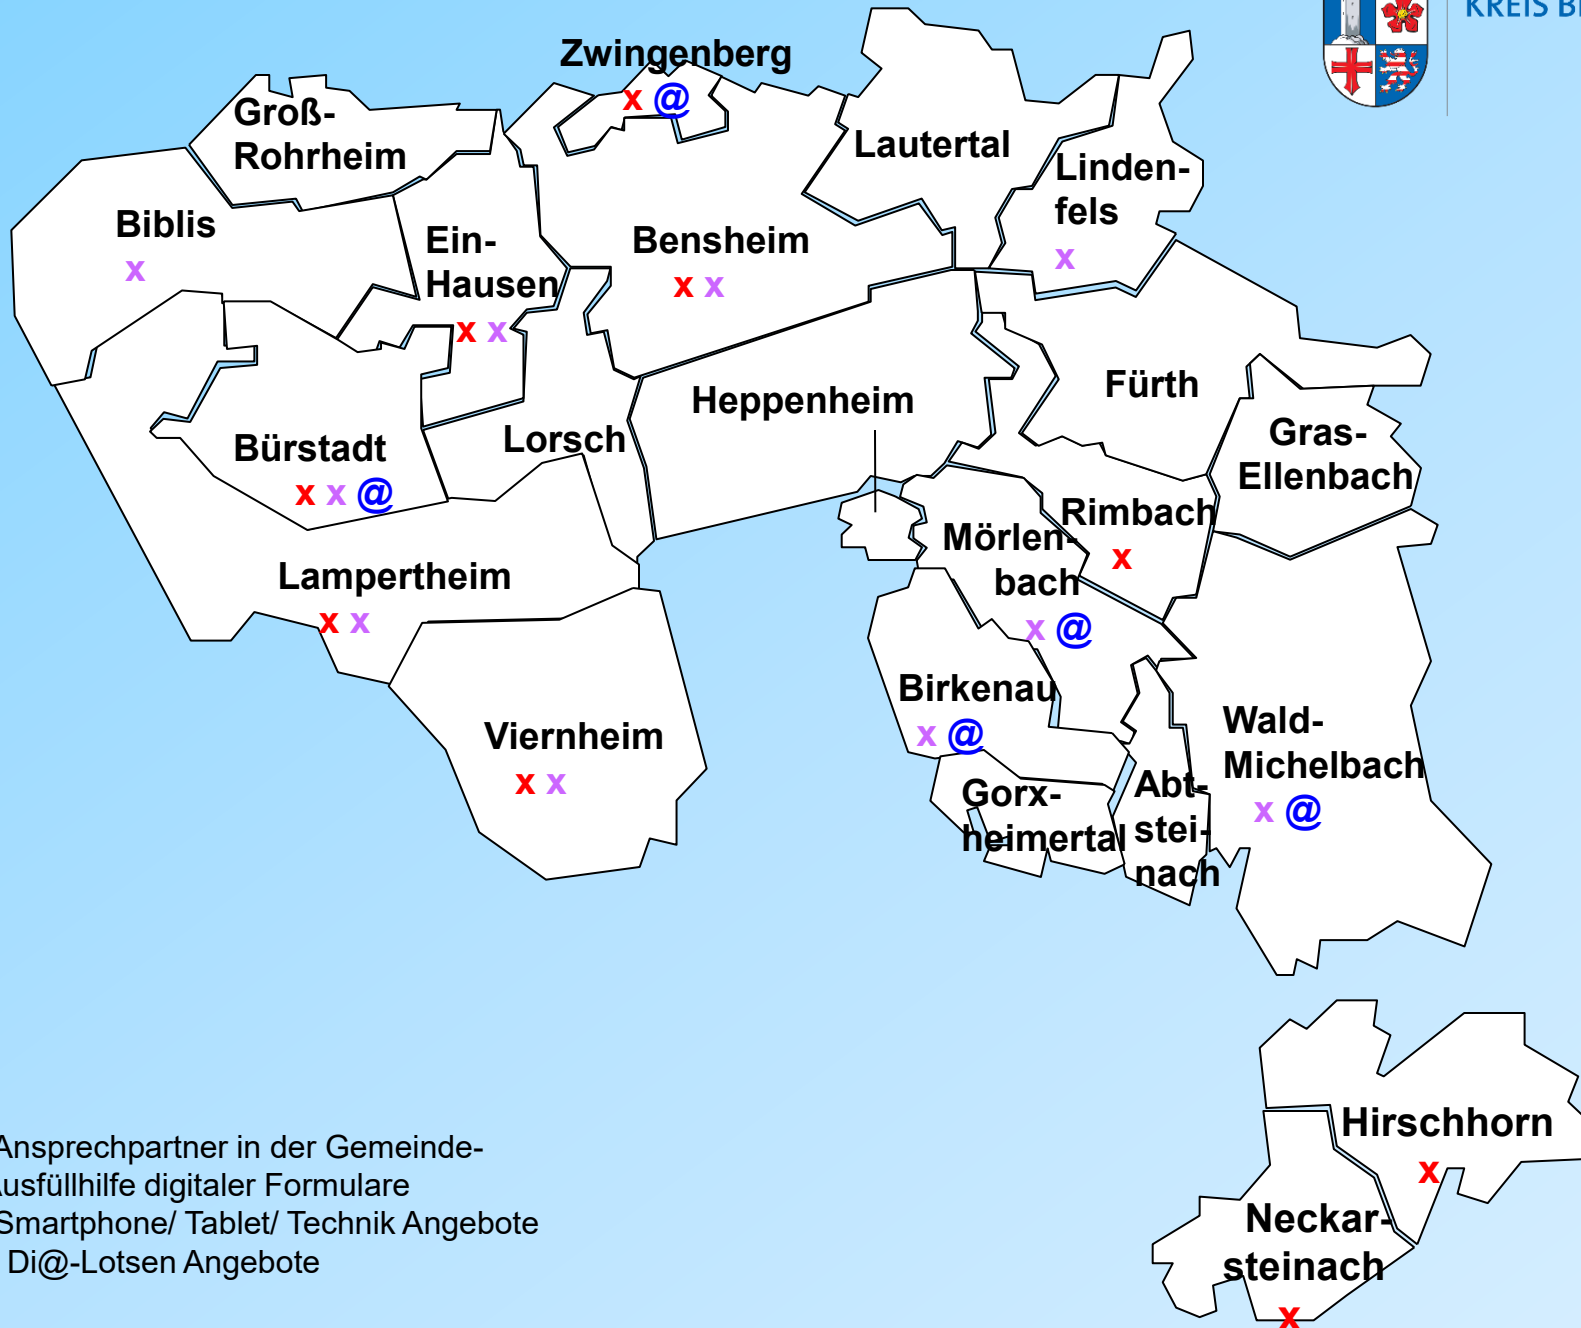 KREIS
Zwingenberg
x @
Groß-
Rohrheim
Lautertal
Linden-
fels
x
Biblis
x
Ein-
Hausen
x x
Bensheim
x x
Heppenheim
Fürth
Gras-
Ellenbach
Bürstadt
x x @
Lorsch
Rimbach
x
Mörlen-
bach
x @
Lampertheim
x x
Birkenau
x @
Wald-
Michelbach
x @
Viernheim
x x
Gorx-
heimertal
Abt-
stei-
nach
Hirschhorn
x
Neckar-
steinach
x
Ansprechpartner in der Gemeinde-
Ausfüllhilfe digitaler Formulare
Smartphone/ Tablet/ Technik Angebote
Di@-Lotsen Angebote